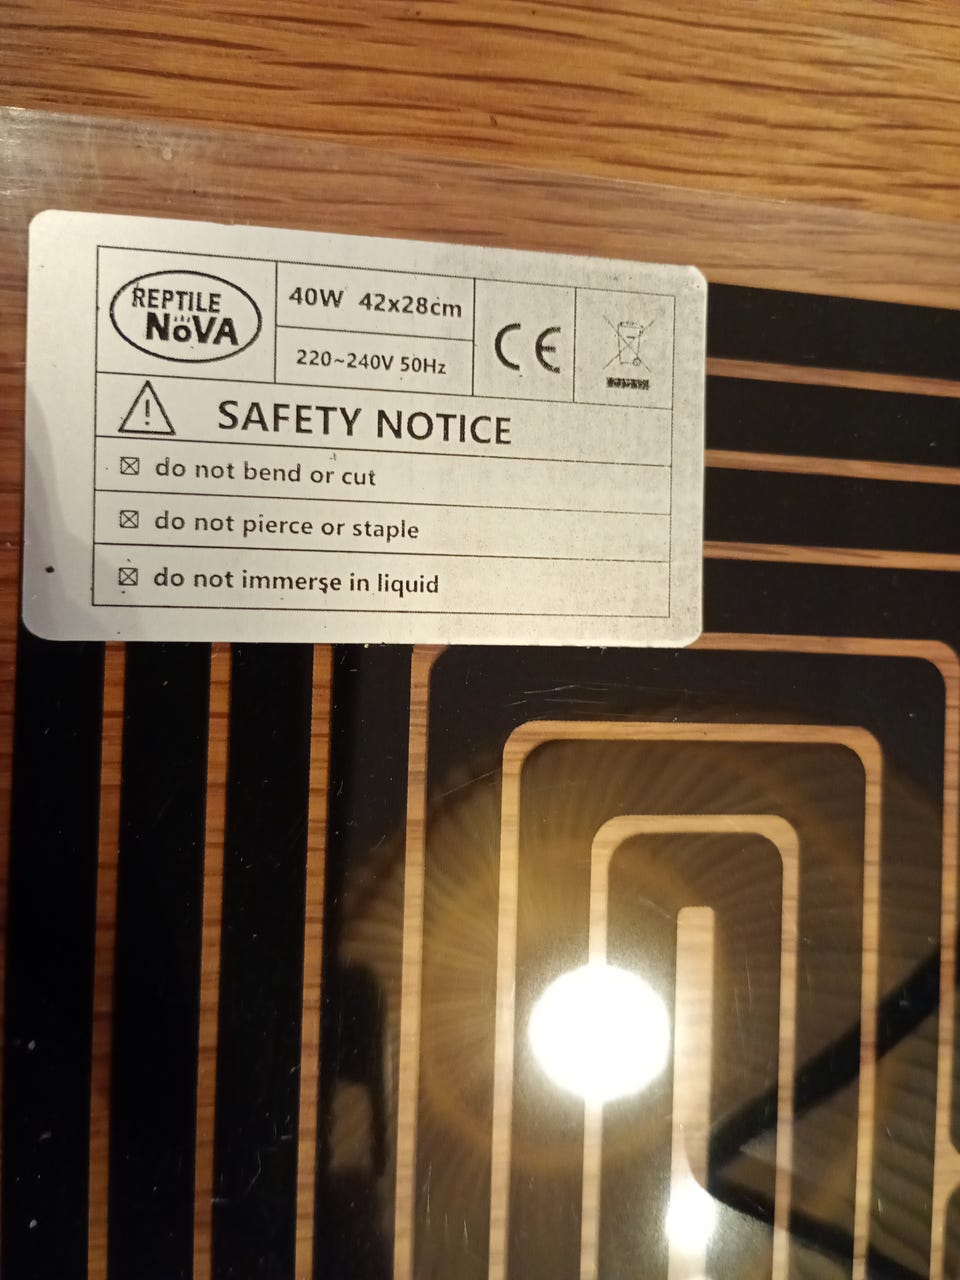 REPTILE
NoVA
40W 42x28cm
220~240V 50Hz
CE
SAFETY NOTICE
do not bend or cut
do not pierce or staple
do not immerse in liquid